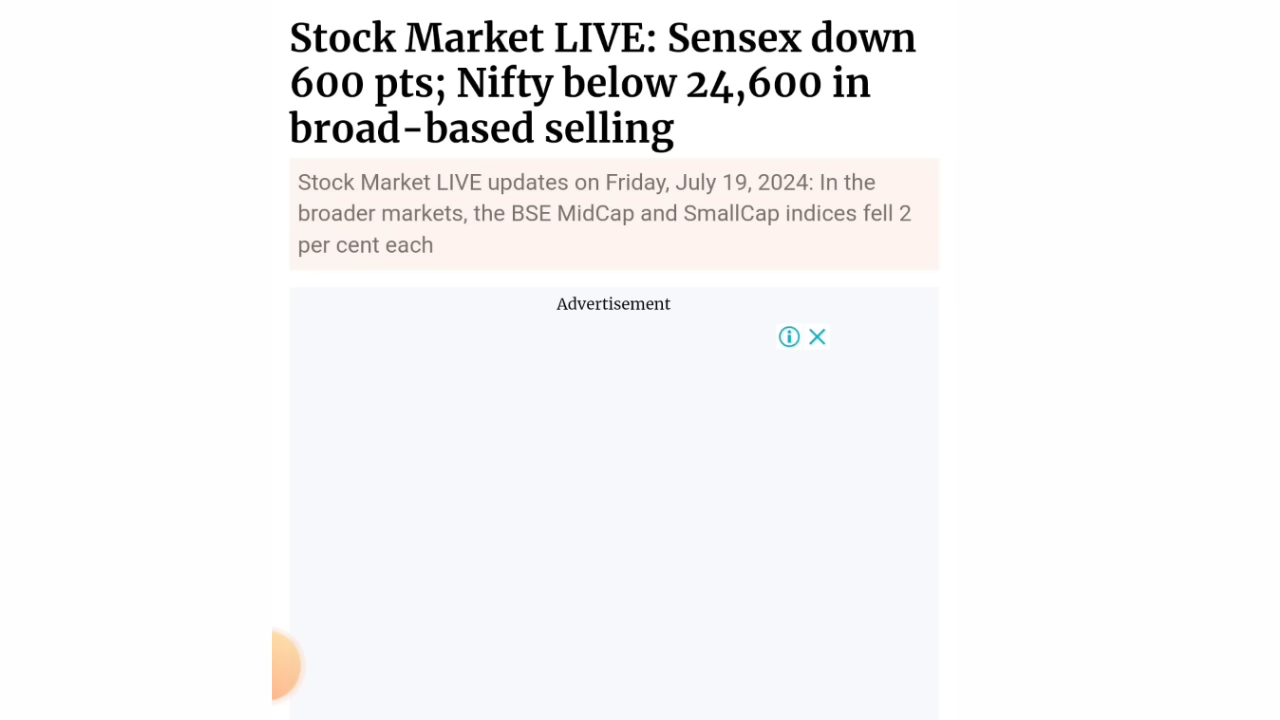 Stock Market LIVE: Sensex down
600 pts; Nifty below 24,600 in
broad-based selling
Stock Market LIVE updates on Friday, July 19, 2024: In the
broader markets, the BSE MidCap and SmallCap indices fell 2
per cent each
Advertisement